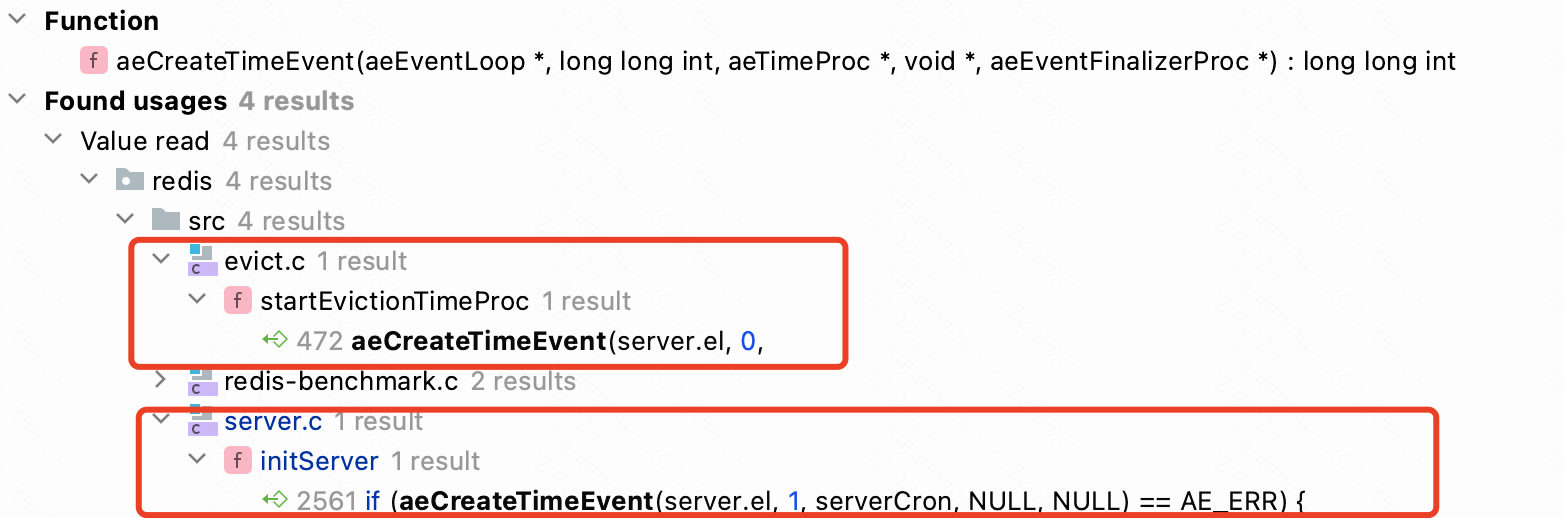 Function
f aeCreateTimeEvent(aeEventLoop *, long long int, aeTimeProc *, void *, aeEventFinalizerProc *) : long long int
Found usages 4 results
Value read 4 results
redis 4 results
src 4 results
C evict.c 1 result
f startEvictionTimeProc 1 result
472 aeCreateTimeEvent(server.el, 0,
C redis-benchmark.c 2 results
C server.c 1 result
f initServer 1 result
2561 if (aeCreateTimeEvent(server.el, 1, serverCron, NULL, NULL) == AE_ERR) {